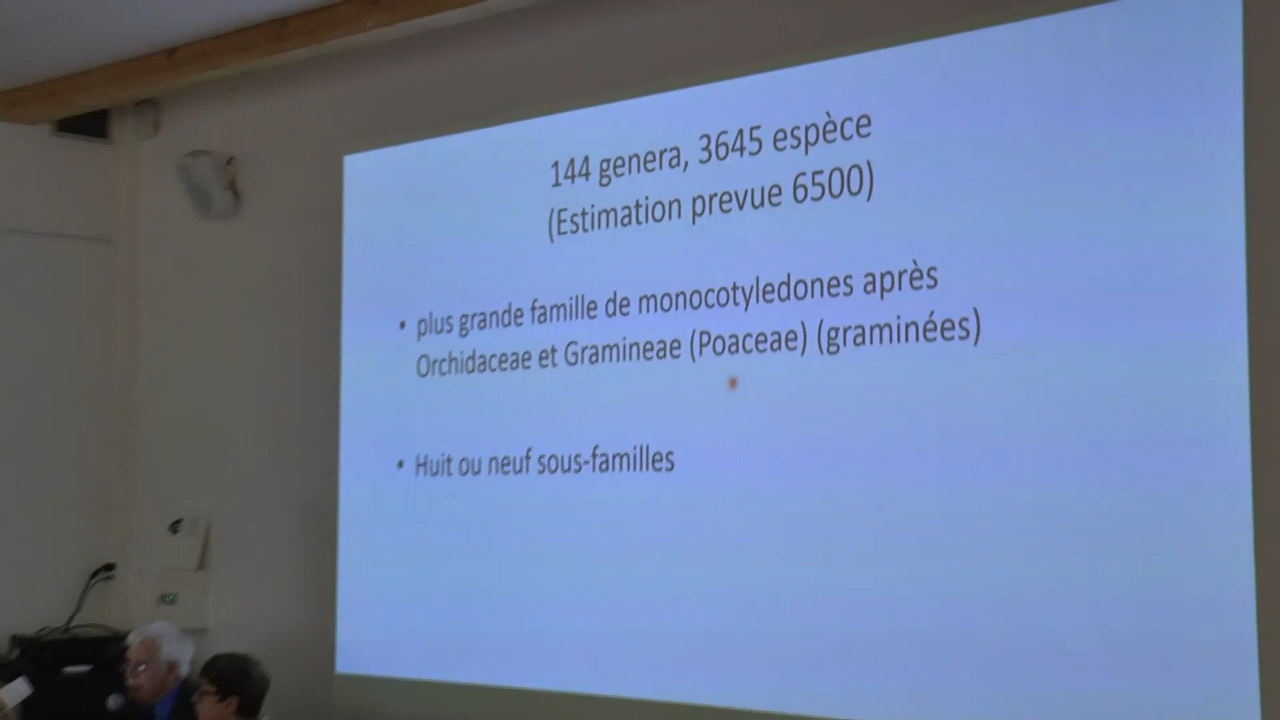 144 genera, 3645 espèce
(Estimation prevue 6500)
• plus grande famille de monocotyledones après
Orchidaceae et Gramineae (Poaceae) (graminées)
• Huit ou neuf sous-familles